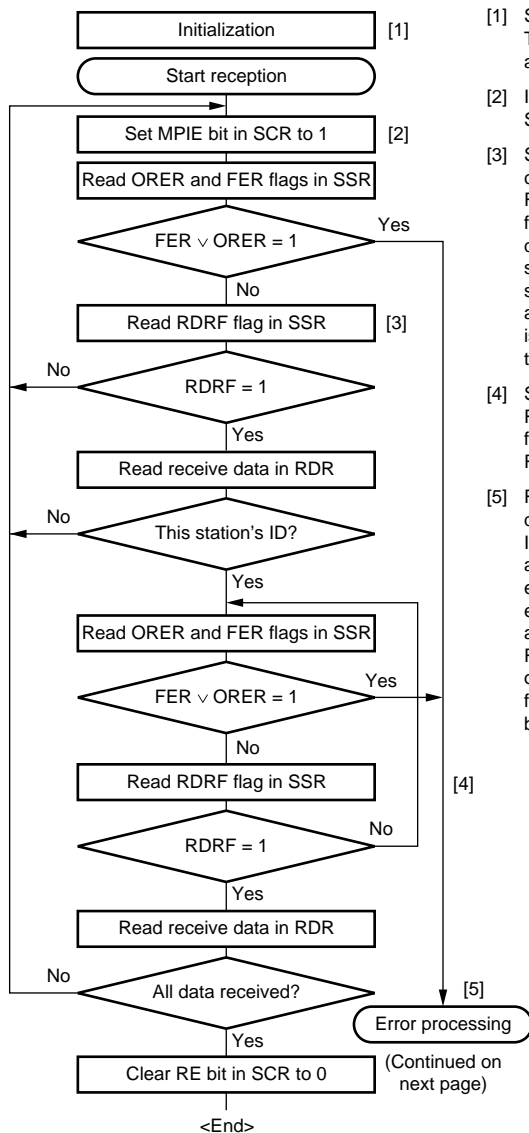 Initialization [1]
Start reception
Set MPIE bit in SCR to 1 [2]
Read ORER and FER flags in SSR
FER ∨ ORER = 1
Yes
No
Read RDRF flag in SSR [3]
No
RDRF = 1
Yes
Read receive data in RDR
No
This station's ID?
Yes
Read ORER and FER flags in SSR
Yes
FER ∨ ORER = 1
No
Read RDRF flag in SSR
[4]
No
RDRF = 1
Yes
Read receive data in RDR
No
All data received?
[5]
Error processing
Yes
(Continued on
next page)
Clear RE bit in SCR to 0
<End>
[1]
[2]
[3]
[4]
[5]